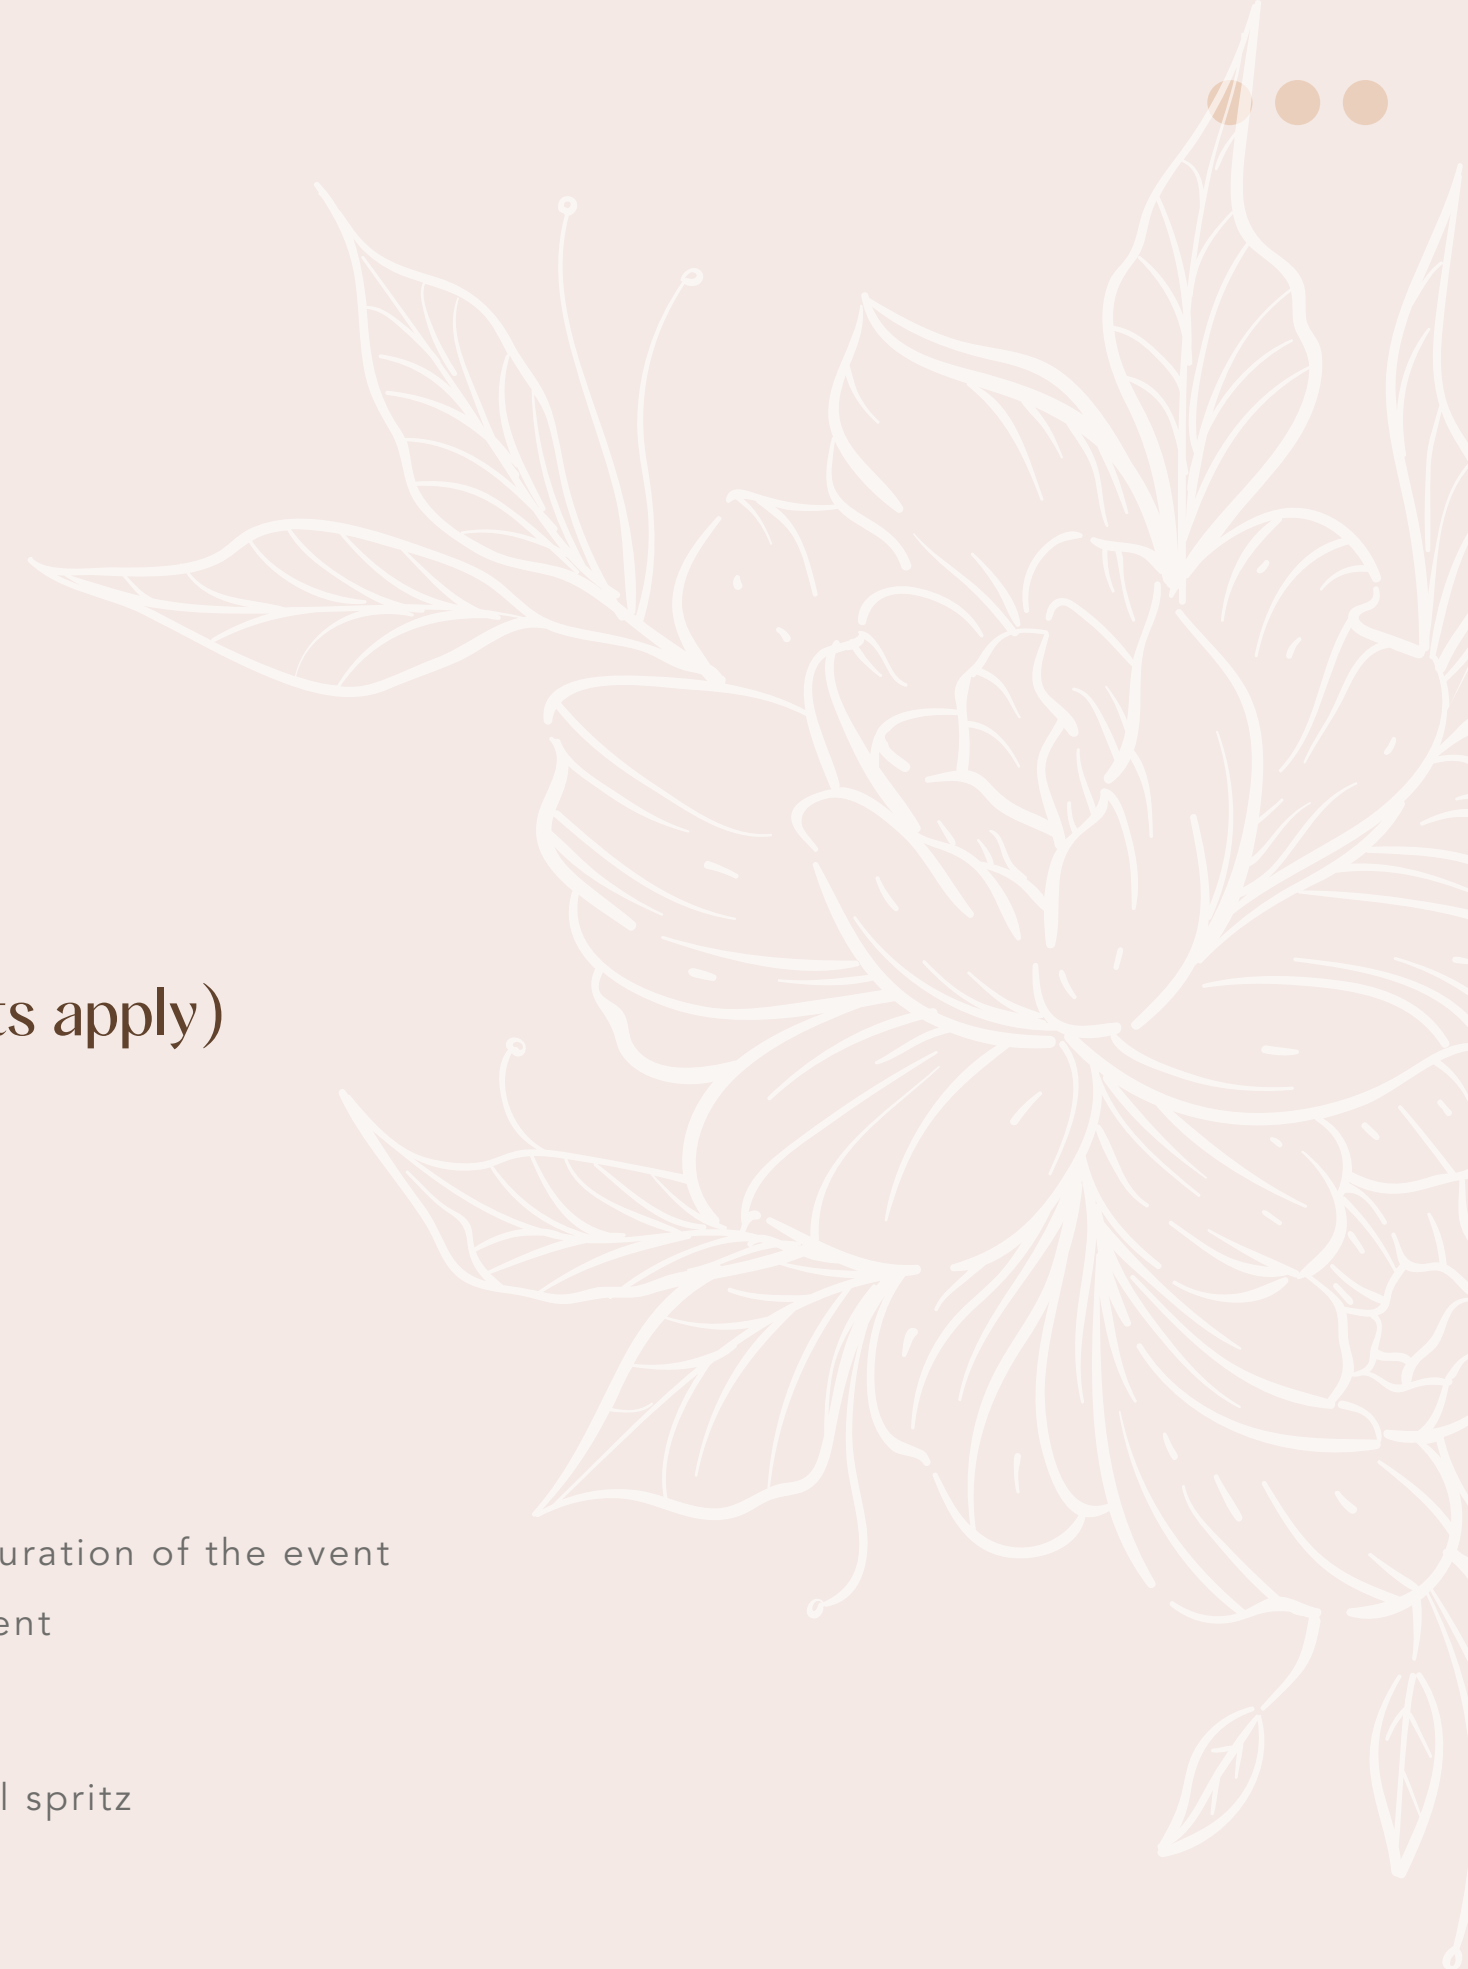 ts apply)
uration of the event
ent
l spritz